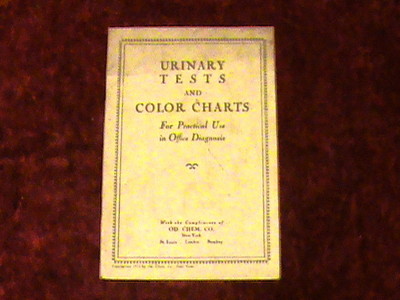 URINARY
TESTS
AND
COLOR CHARTS
For Practical Use
in Office Diagnosis
With the Compliments of
OD CHEM. CO.
New York
St. Louis London Bombay